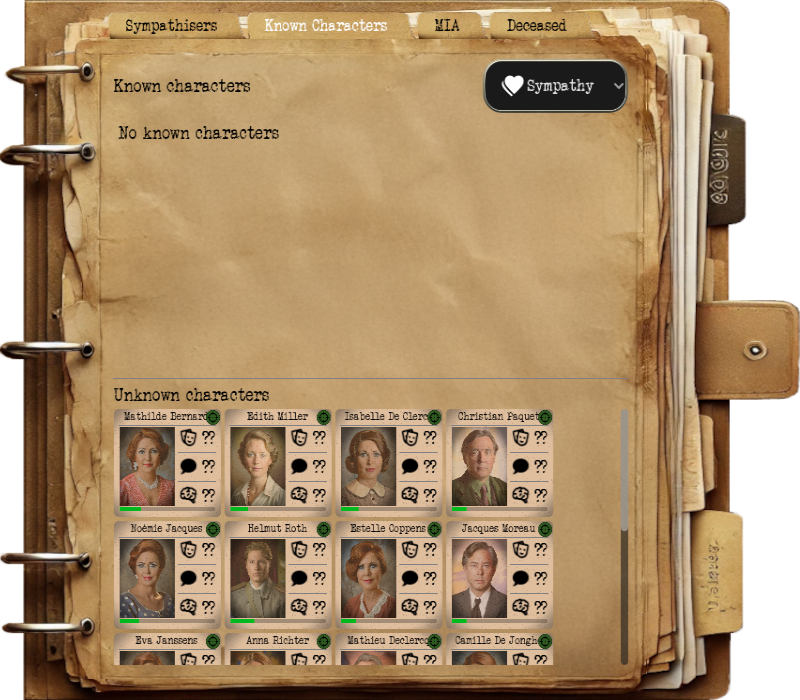 Sympathisers Known Characters MIA Deceased
Known characters
Sympathy
No known characters
Unknown characters
Mathilde Bernard Edith Miller Isabelle De Clerc Christian Paquet
?? ?? ?? ??
?? ?? ?? ??
?? ?? ?? ??
Noémie Jacques Helmut Roth Estelle Coppens Jacques Moreau
?? ?? ?? ??
?? ?? ?? ??
?? ?? ?? ??
Eva Janssens Anna Richter Mathieu Declercq Camille De Jonghe
?? ?? ?? ??